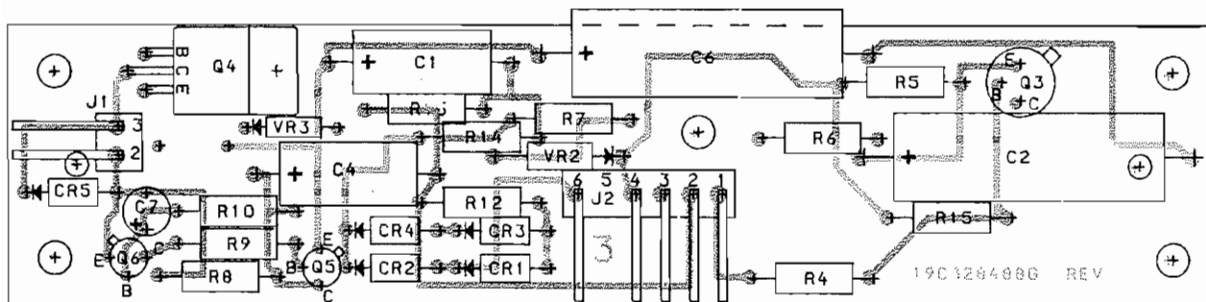 B
C
E
Q4
+
C1
+
C6
E
Q3
B
C
R5
J1
3
2
VR3
R14
R7
VR2
R6
C2
+
C4
+
CR5
C7
R10
R9
R8
Q6
E
B
C
E
B
Q5
C
R12
CR4
CR3
CR2
CR1
6 5 4 3 2 1
J2
3
R15
R4
REV